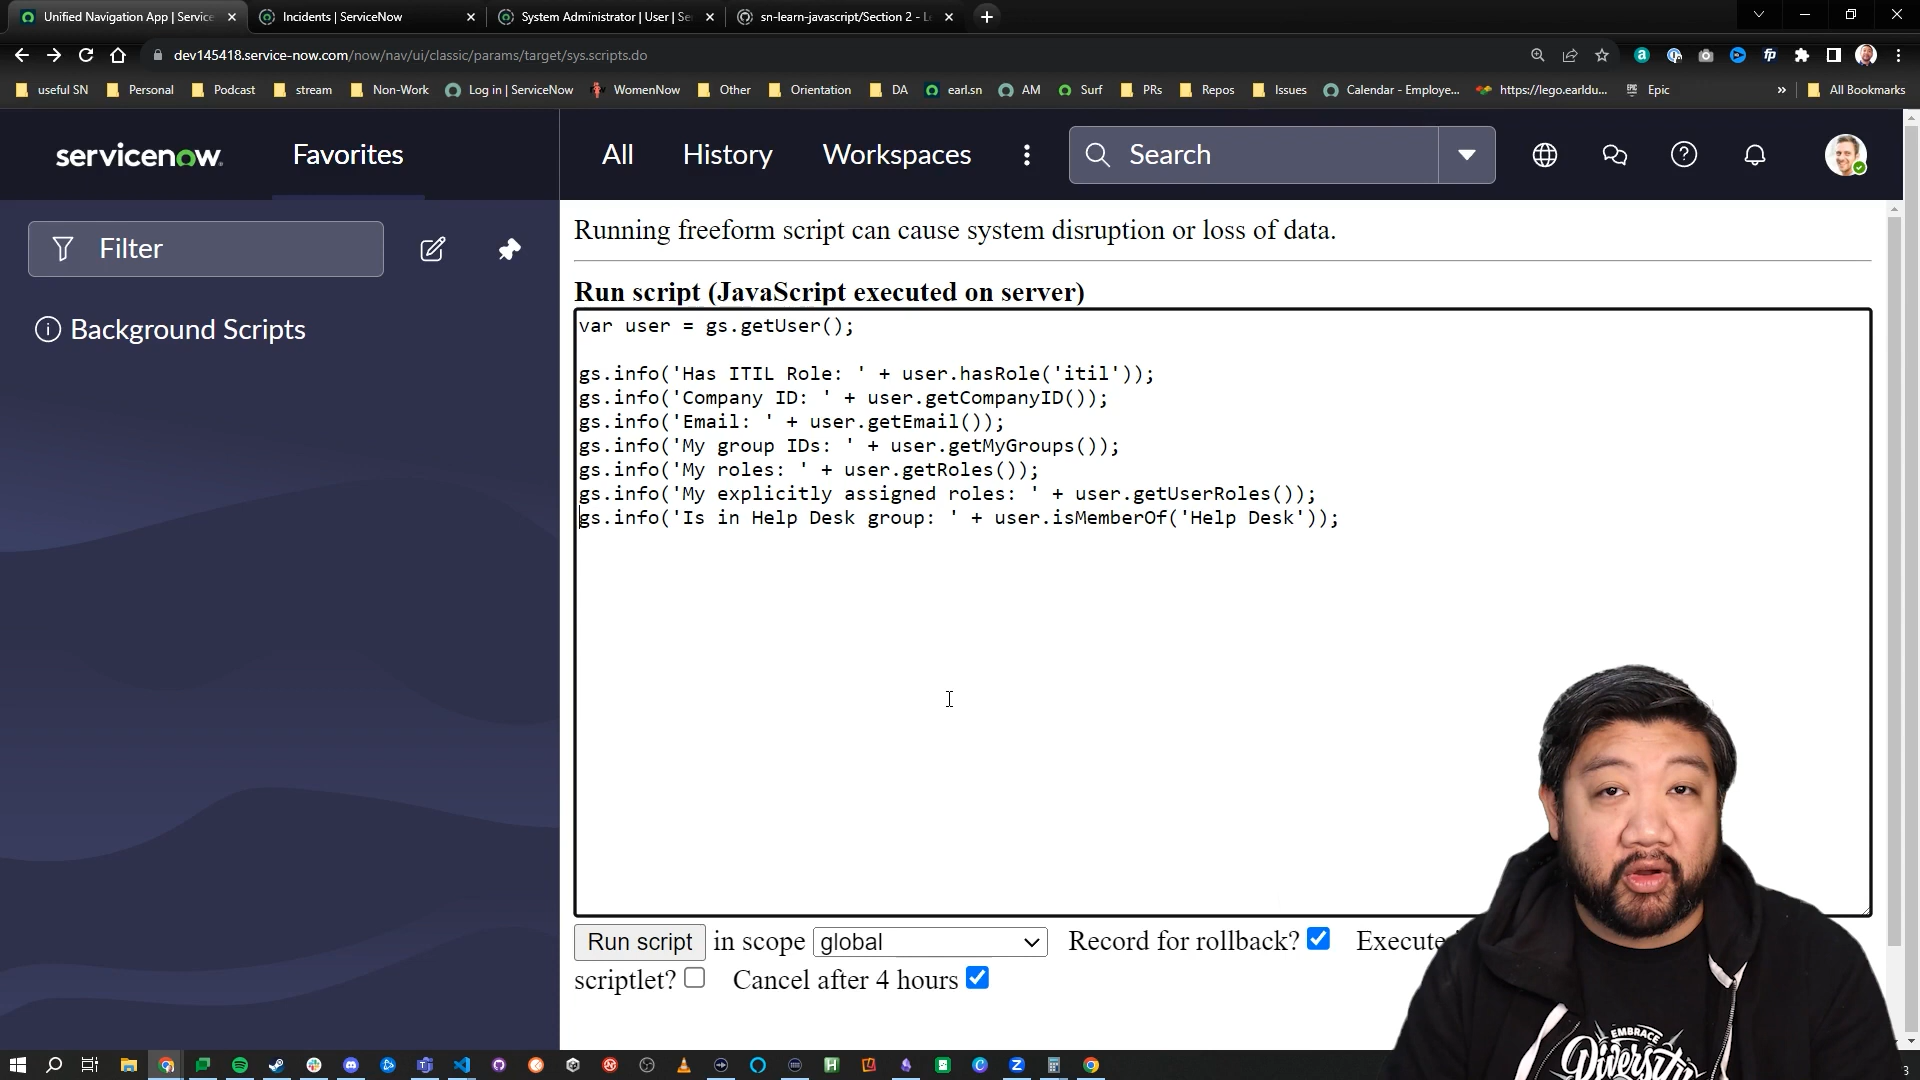 Unified Navigation App | Service
Incidents | ServiceNow
System Administrator | User | Se
sn-learn-javascript/Section 2 - Le
dev145418.service-now.com/now/nav/ui/classic/params/target/sys.scripts.do
useful SN
Personal
Podcast
stream
Non-Work
Log in | ServiceNow
WomenNow
Other
Orientation
DA
earl.sn
AM
Surf
PRs
Repos
Issues
Calendar - Employe...
https://lego.earldu...
Epic
»
All Bookmarks
servicenow
Favorites
All
History
Workspaces
Search
Filter
Background Scripts
Running freeform script can cause system disruption or loss of data.
Run script (JavaScript executed on server)
var user = gs.getUser();
gs.info('Has ITIL Role: ' + user.hasRole('itil'));
gs.info('Company ID: ' + user.getCompanyID());
gs.info('Email: ' + user.getEmail());
gs.info('My group IDs: ' + user.getMyGroups());
gs.info('My roles: ' + user.getRoles());
gs.info('My explicitly assigned roles: ' + user.getUserRoles());
gs.info('Is in Help Desk group: ' + user.isMemberOf('Help Desk'));
Run script in scope global Record for rollback? Execute
scriptlet? Cancel after 4 hours
EMBRACE
Diversity